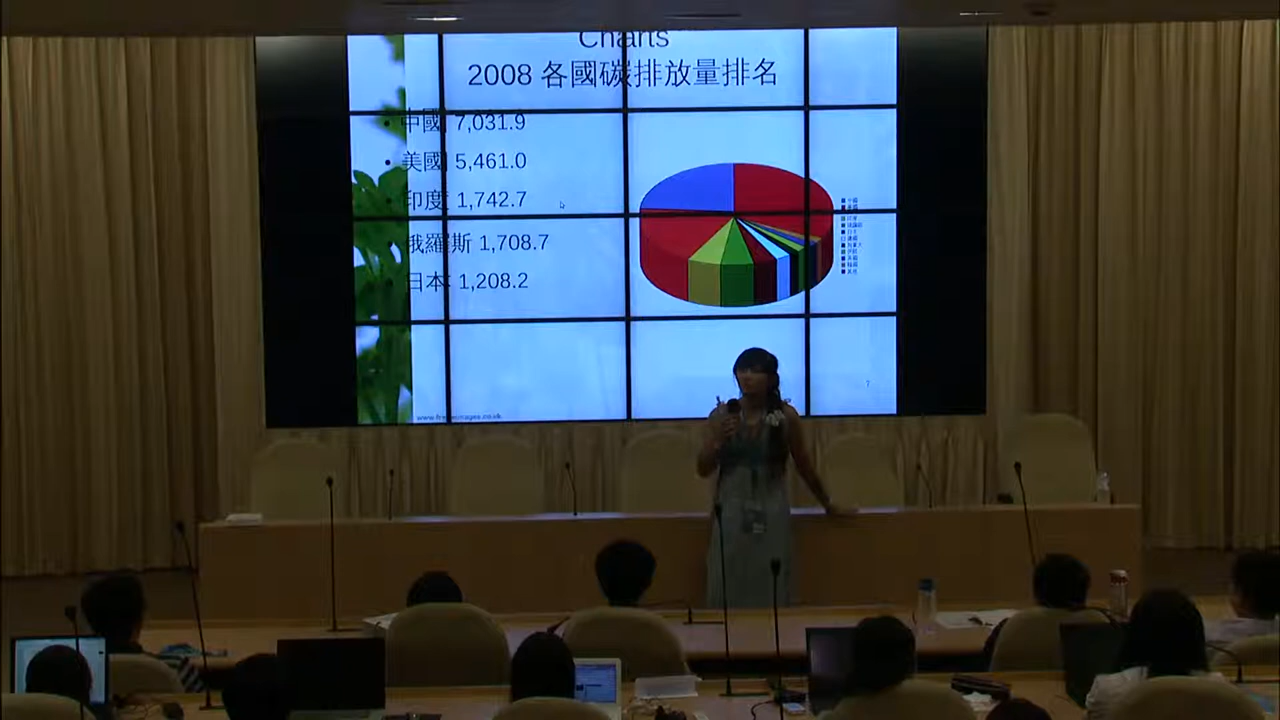 Charts
2008 各國碳排放量排名
• 中國 7,031.9
• 美國 5,461.0
• 印度 1,742.7
• 俄羅斯 1,708.7
日本 1,208.2
7